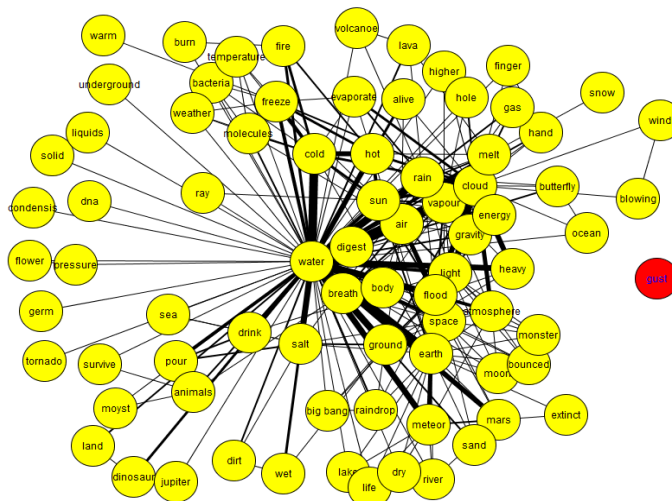 warm
burn
fire
volcanoe
lava
temperature
bacteria
higher
finger
underground
freeze
evaporate
alive
hole
gas
snow
weather
molecules
hand
wind
liquids
solid
cold
hot
melt
rain
cloud
butterfly
blowing
ray
sun
vapour
condensis
dna
air
energy
gravity
ocean
digest
flower
pressure
water
light
heavy
gust
breath
body
flood
germ
sea
drink
space
atmosphere
monster
tornado
survive
pour
salt
ground
earth
moon
bounced
moyst
animals
big bang
raindrop
meteor
mars
extinct
land
dinosaur
jupiter
dirt
wet
lake
life
dry
river
sand